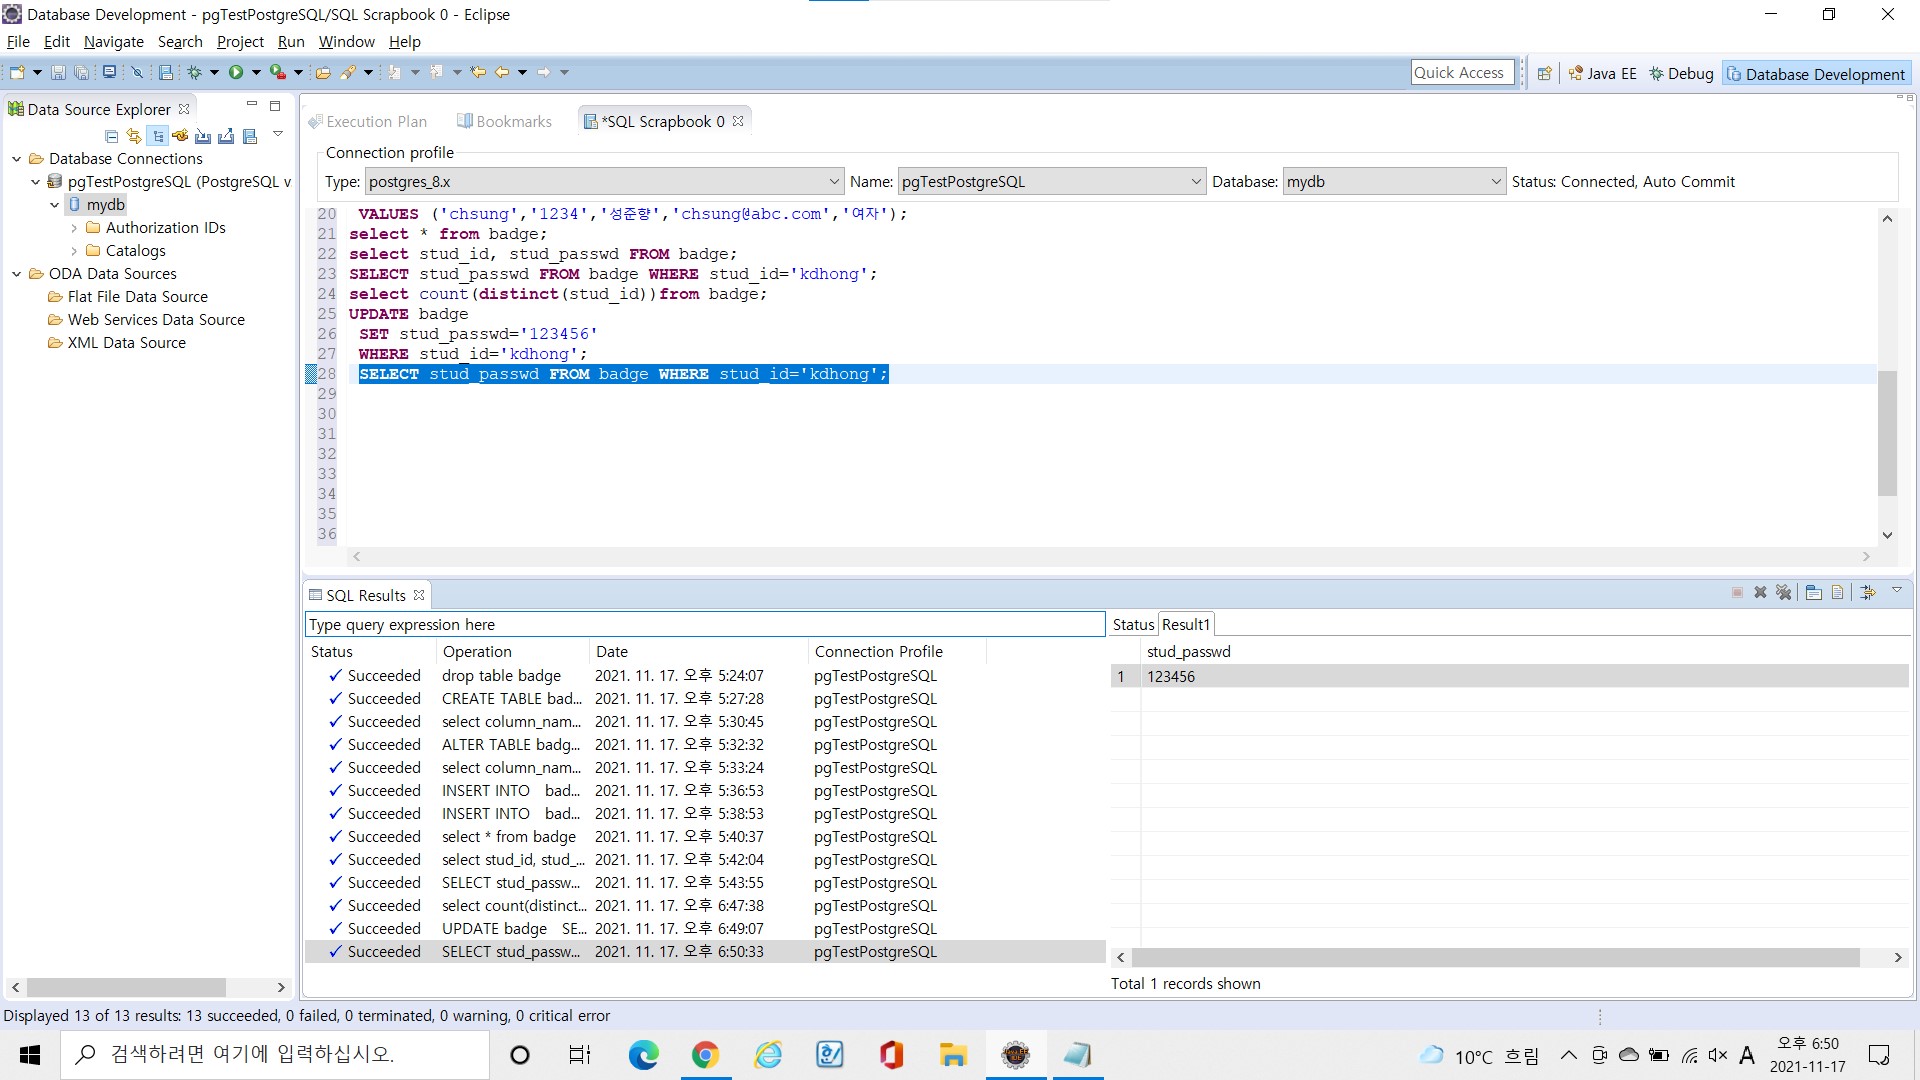 Database Development - pgTestPostgreSQL/SQL Scrapbook 0 - Eclipse
File Edit Navigate Search Project Run Window Help
Quick Access
Java EE
Debug
Database Development
Data Source Explorer
Database Connections
pgTestPostgreSQL (PostgreSQL v
mydb
Authorization IDs
Catalogs
ODA Data Sources
Flat File Data Source
Web Services Data Source
XML Data Source
Execution Plan
Bookmarks
*SQL Scrapbook 0
Connection profile
Type: postgres_8.x Name: pgTestPostgreSQL Database: mydb Status: Connected, Auto Commit
20 VALUES ('chsung','1234','성준향','chsung@abc.com','여자');
21 select * from badge;
22 select stud_id, stud_passwd FROM badge;
23 SELECT stud_passwd FROM badge WHERE stud_id='kdhong';
24 select count(distinct(stud_id))from badge;
25 UPDATE badge
26 SET stud_passwd='123456'
27 WHERE stud_id='kdhong';
28 SELECT stud_passwd FROM badge WHERE stud_id='kdhong';
29
30
31
32
33
34
35
36
SQL Results
Type query expression here
Status Operation Date Connection Profile
Succeeded drop table badge 2021. 11. 17. 오후 5:24:07 pgTestPostgreSQL
Succeeded CREATE TABLE bad... 2021. 11. 17. 오후 5:27:28 pgTestPostgreSQL
Succeeded select column_nam... 2021. 11. 17. 오후 5:30:45 pgTestPostgreSQL
Succeeded ALTER TABLE badg... 2021. 11. 17. 오후 5:32:32 pgTestPostgreSQL
Succeeded select column_nam... 2021. 11. 17. 오후 5:33:24 pgTestPostgreSQL
Succeeded INSERT INTO bad... 2021. 11. 17. 오후 5:36:53 pgTestPostgreSQL
Succeeded INSERT INTO bad... 2021. 11. 17. 오후 5:38:53 pgTestPostgreSQL
Succeeded select * from badge 2021. 11. 17. 오후 5:40:37 pgTestPostgreSQL
Succeeded select stud_id, stud_... 2021. 11. 17. 오후 5:42:04 pgTestPostgreSQL
Succeeded SELECT stud_passw... 2021. 11. 17. 오후 5:43:55 pgTestPostgreSQL
Succeeded select count(distinct... 2021. 11. 17. 오후 6:47:38 pgTestPostgreSQL
Succeeded UPDATE badge SE... 2021. 11. 17. 오후 6:49:07 pgTestPostgreSQL
Succeeded SELECT stud_passw... 2021. 11. 17. 오후 6:50:33 pgTestPostgreSQL
Status Result1
stud_passwd
1 123456
Total 1 records shown
Displayed 13 of 13 results: 13 succeeded, 0 failed, 0 terminated, 0 warning, 0 critical error
검색하려면 여기에 입력하십시오.
10°C 흐림
A
오후 6:50
2021-11-17